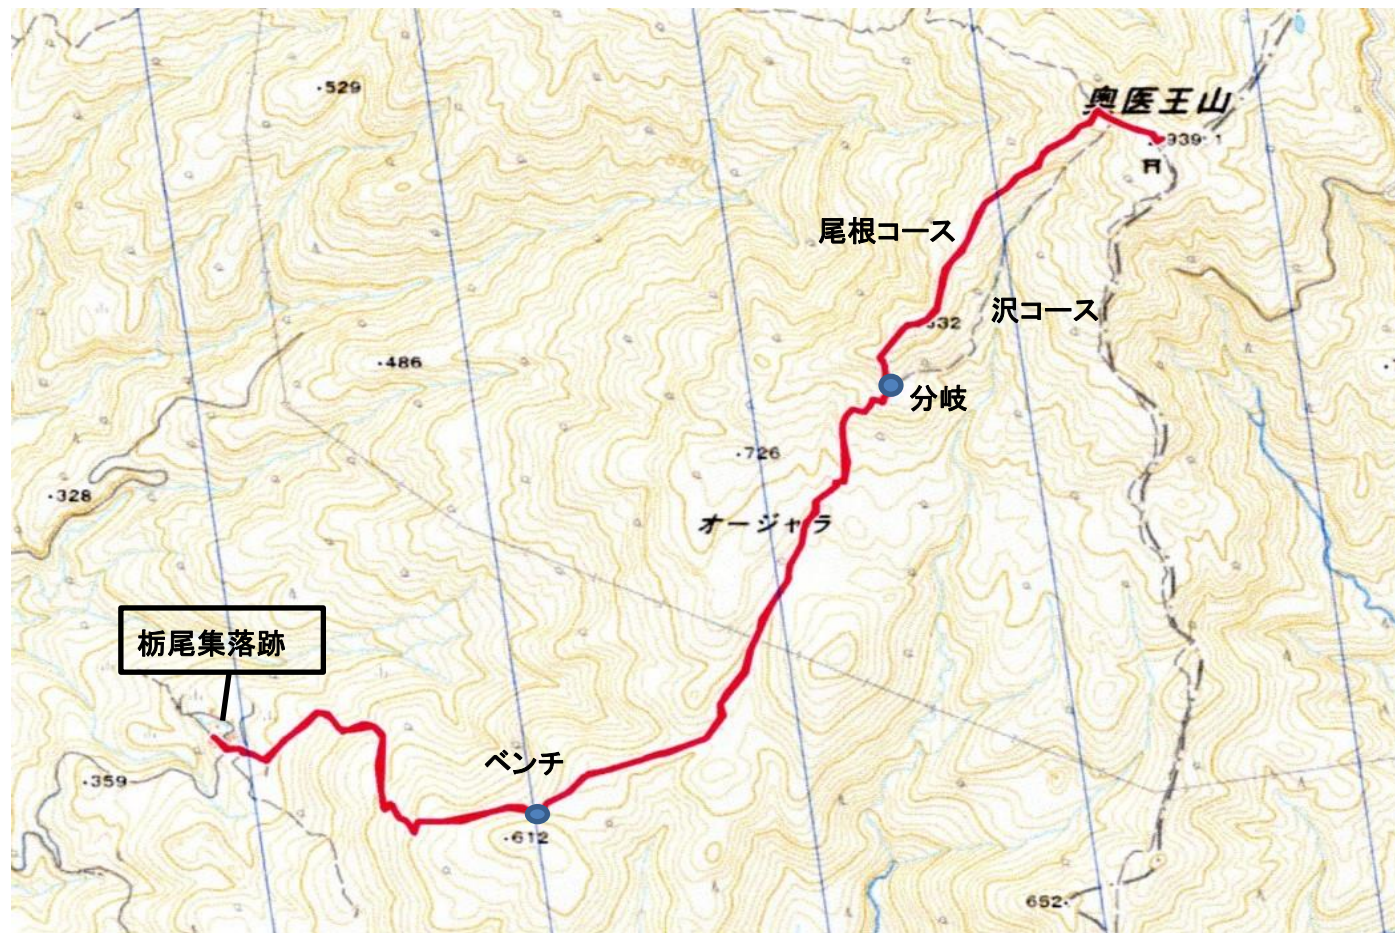 ・529
奥医王山
939・1
尾根コース
沢コース
・486
分岐
・726
・328
オージャラ
栃尾集落跡
ベンチ
・359
・612
652・